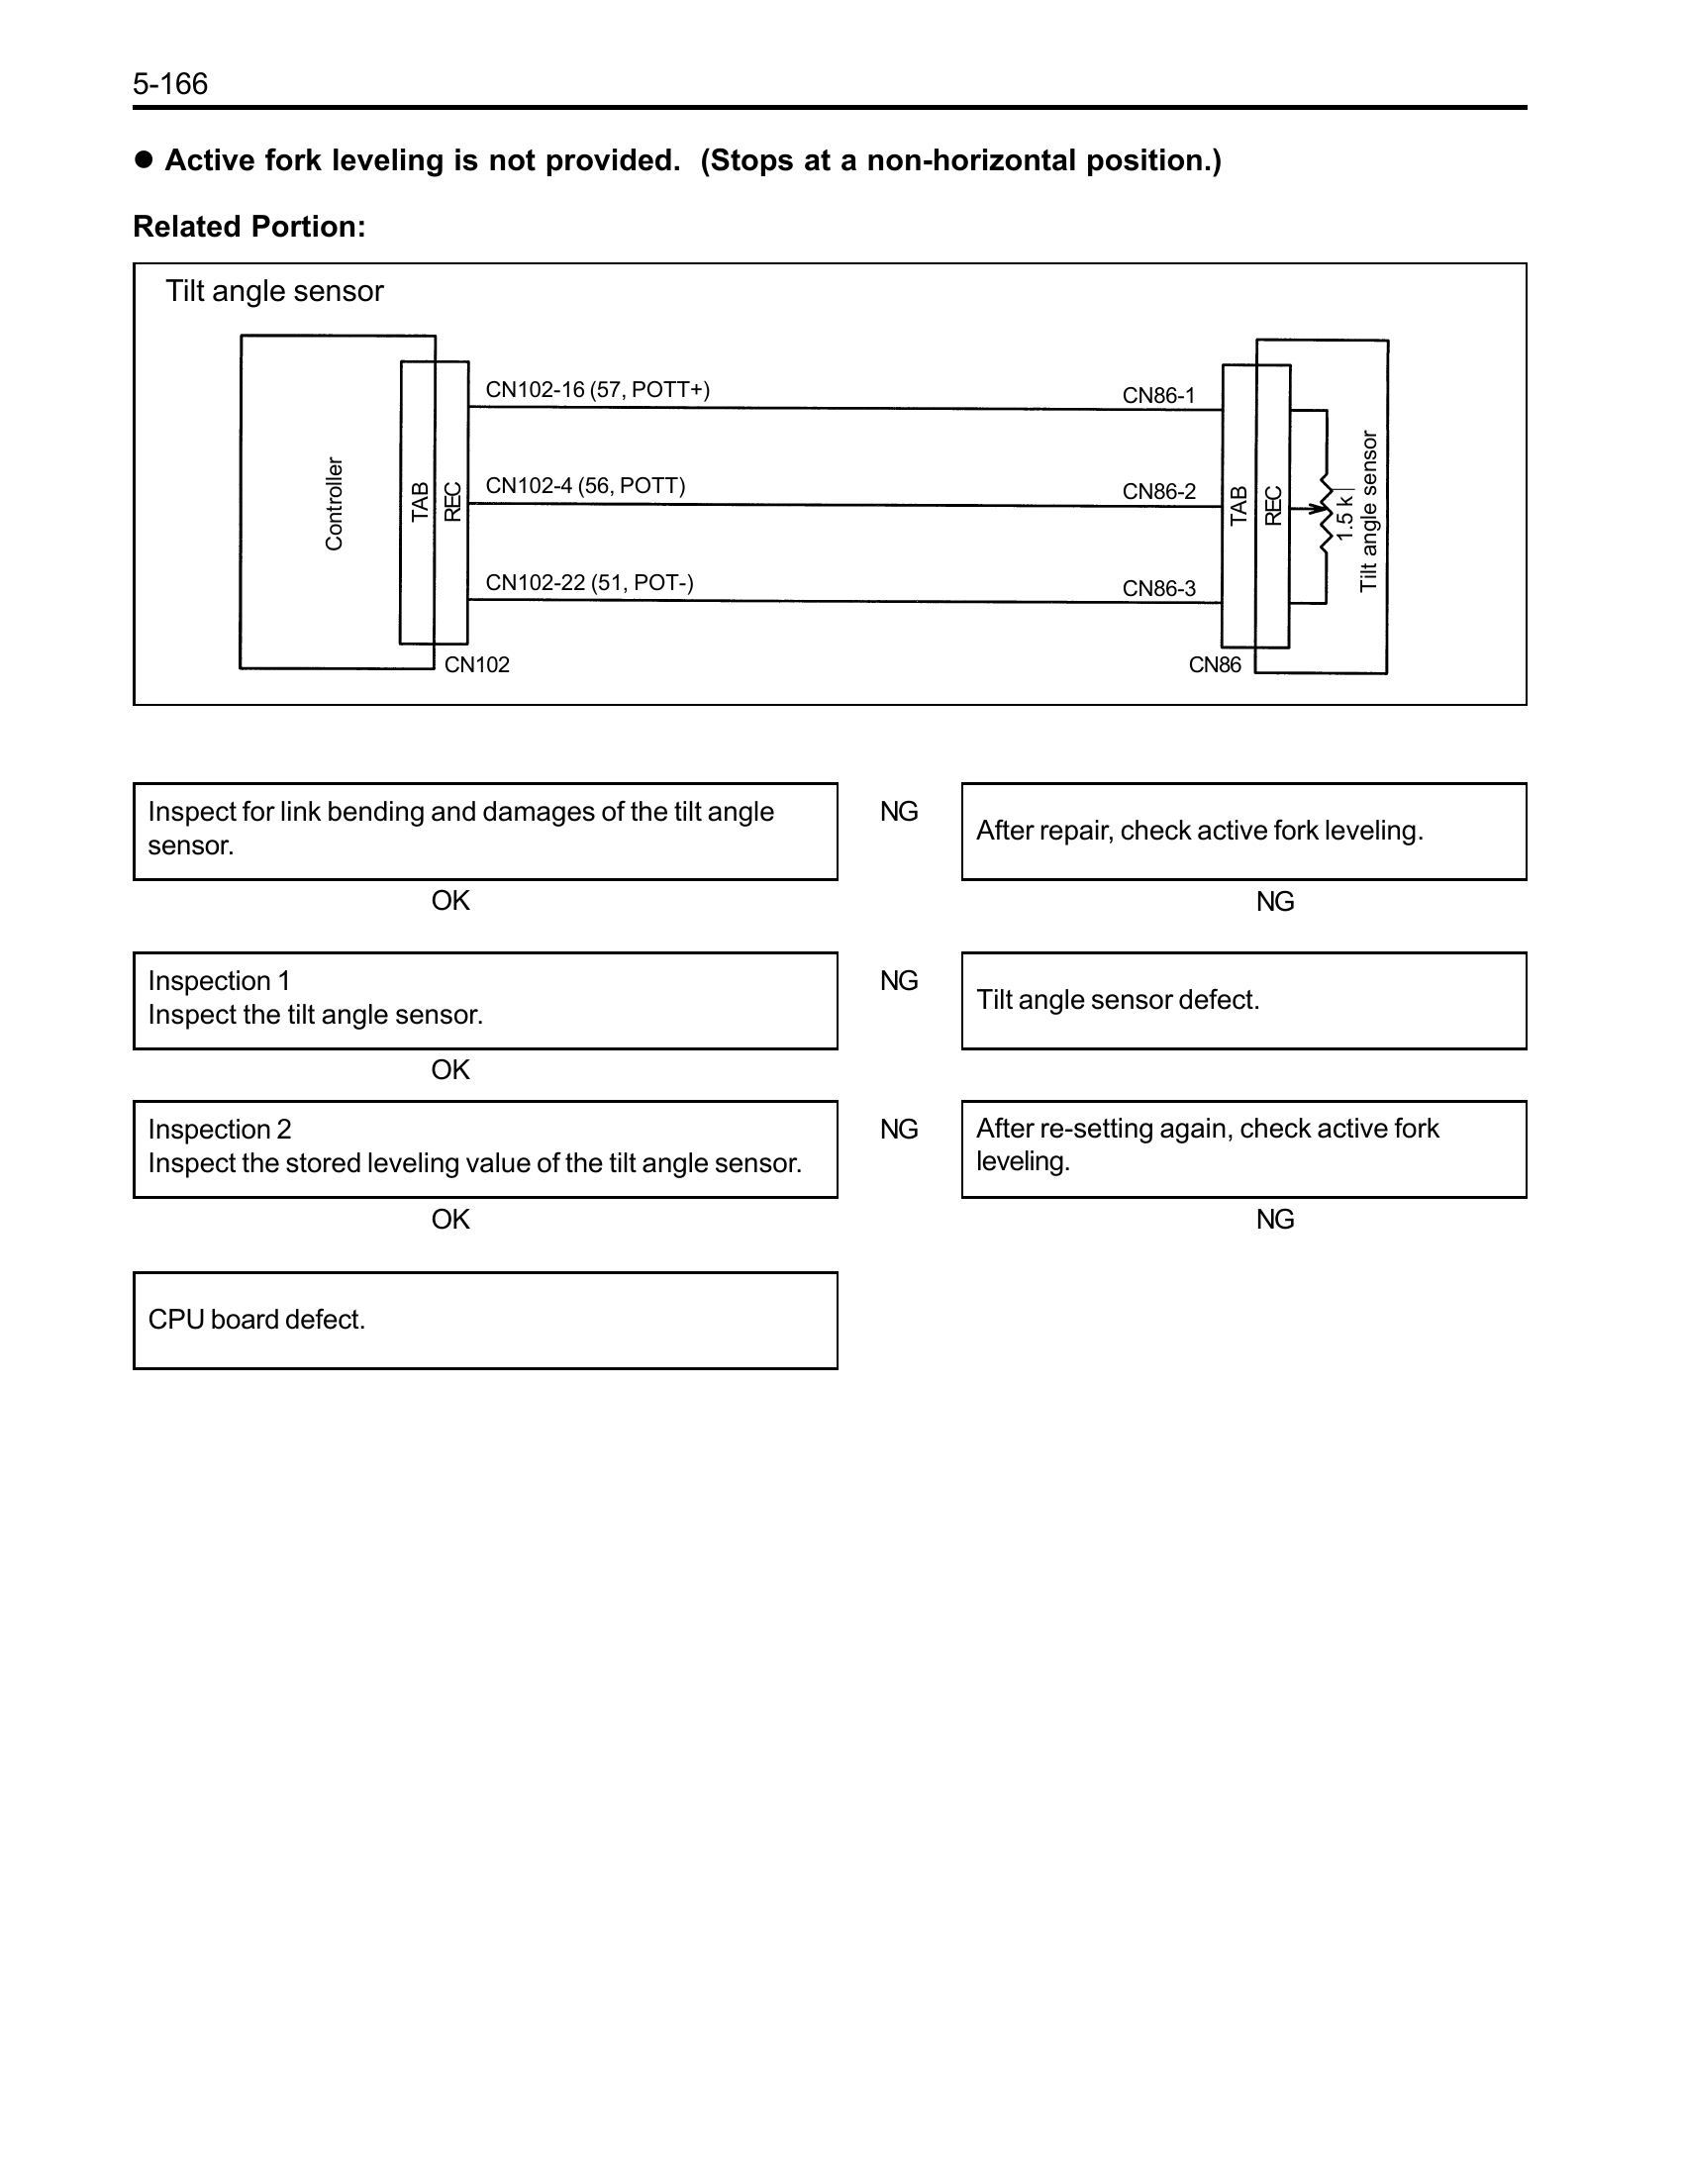 5-166
● Active fork leveling is not provided. (Stops at a non-horizontal position.)
Related Portion:
Tilt angle sensor
Controller
TAB
REC
CN102-16 (57, POTT+)
CN102-4 (56, POTT)
CN102-22 (51, POT-)
CN102
CN86-1
CN86-2
CN86-3
CN86
TAB
REC
1.5 k
Tilt angle sensor
Inspect for link bending and damages of the tilt angle
sensor.
NG
After repair, check active fork leveling.
OK
NG
Inspection 1
Inspect the tilt angle sensor.
NG
Tilt angle sensor defect.
OK
Inspection 2
Inspect the stored leveling value of the tilt angle sensor.
NG
After re-setting again, check active fork
leveling.
OK
NG
CPU board defect.